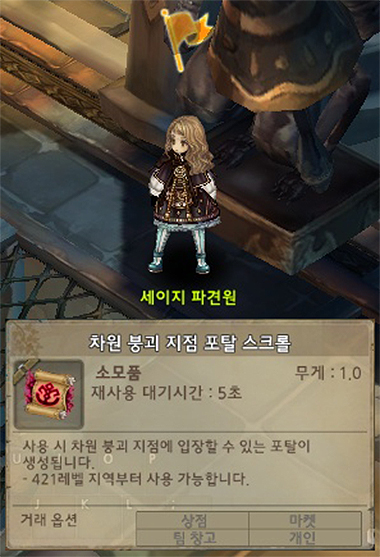 세이지 파견원
차원 붕괴 지점 포탈 스크롤
소모품 무게 : 1.0
재사용 대기시간 : 5초
사용 시 차원 붕괴 지점에 입장할 수 있는 포탈이
생성됩니다.
- 421레벨 지역부터 사용 가능합니다.
거래 옵션 상점 마켓
팀 창고 개인